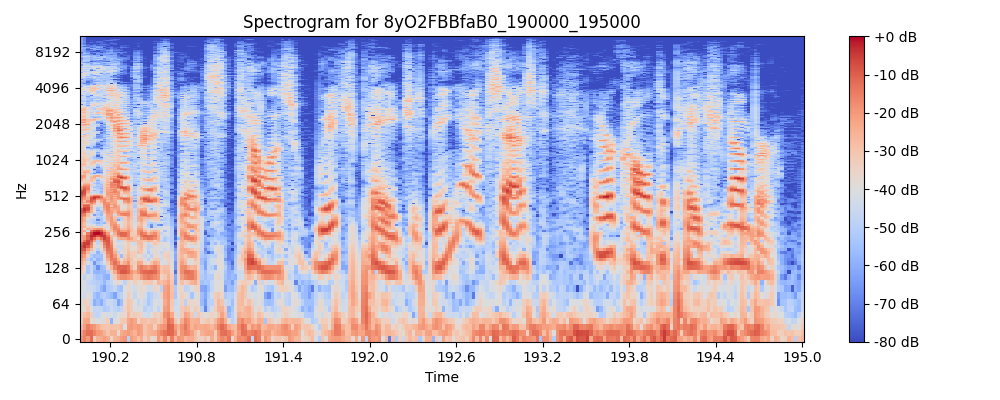 Spectrogram for 8yO2FBBfaB0_190000_195000
Hz
8192
4096
2048
1024
512
256
128
64
0
190.2 190.8 191.4 192.0 192.6 193.2 193.8 194.4 195.0
Time
+0 dB
-10 dB
-20 dB
-30 dB
-40 dB
-50 dB
-60 dB
-70 dB
-80 dB